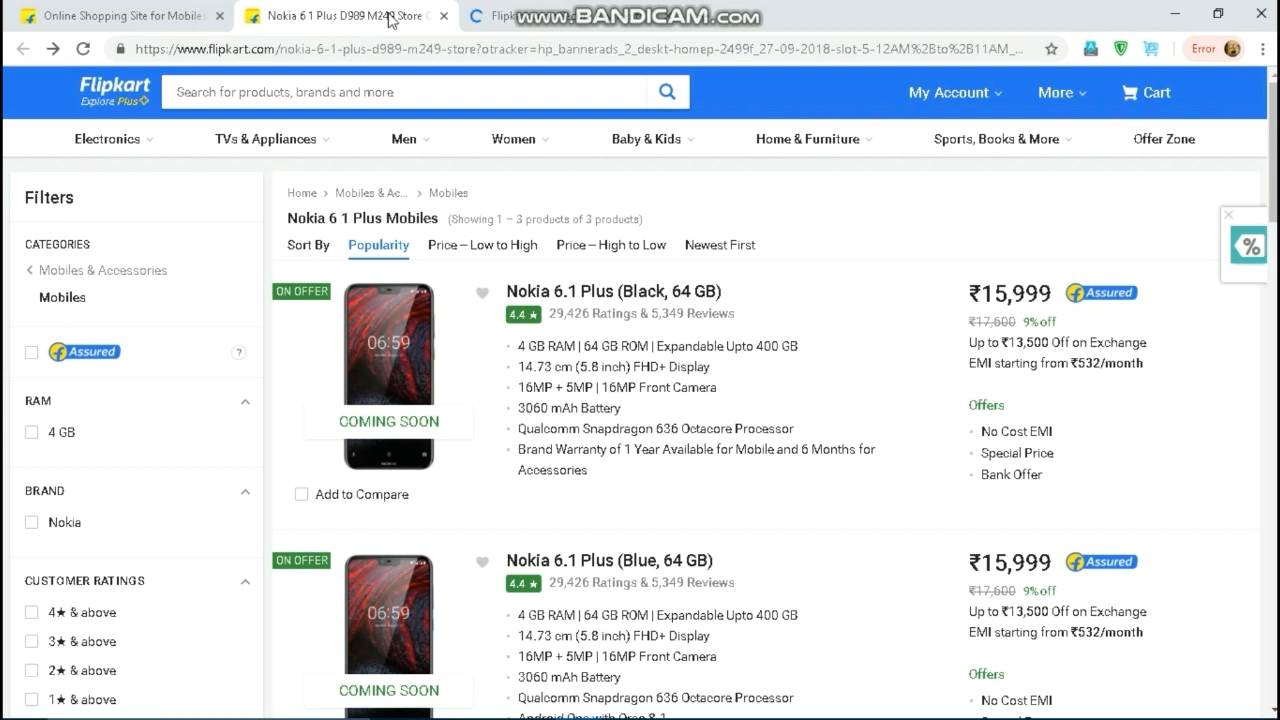 Online Shopping Site for Mobiles
Nokia 6 1 Plus D989 M249 Store
Flipk
www.BANDICAM.com
https://www.flipkart.com/nokia-6-1-plus-d989-m249-store?otracker=hp_bannerads_2_deskt-homep-2499f_27-09-2018-slot-5-12AM%2Bto%2B11AM_...
Error
Flipkart
Explore Plus
Search for products, brands and more
My Account
More
Cart
Electronics
TVs & Appliances
Men
Women
Baby & Kids
Home & Furniture
Sports, Books & More
Offer Zone
Filters
CATEGORIES
Mobiles & Accessories
Mobiles
Assured
?
RAM
4 GB
BRAND
Nokia
CUSTOMER RATINGS
4★ & above
3★ & above
2★ & above
1★ & above
Home > Mobiles & Ac... > Mobiles
Nokia 6 1 Plus Mobiles (Showing 1 – 3 products of 3 products)
Sort By Popularity Price – Low to High Price – High to Low Newest First
ON OFFER
06:59
NOKIA
COMING SOON
Add to Compare
Nokia 6.1 Plus (Black, 64 GB)
4.4 ★ 29,426 Ratings & 5,349 Reviews
4 GB RAM | 64 GB ROM | Expandable Upto 400 GB
14.73 cm (5.8 inch) FHD+ Display
16MP + 5MP | 16MP Front Camera
3060 mAh Battery
Qualcomm Snapdragon 636 Octacore Processor
Brand Warranty of 1 Year Available for Mobile and 6 Months for
Accessories
₹15,999 Assured
₹17,600 9% off
Up to ₹13,500 Off on Exchange
EMI starting from ₹532/month
Offers
No Cost EMI
Special Price
Bank Offer
%
ON OFFER
06:59
COMING SOON
Nokia 6.1 Plus (Blue, 64 GB)
4.4 ★ 29,426 Ratings & 5,349 Reviews
4 GB RAM | 64 GB ROM | Expandable Upto 400 GB
14.73 cm (5.8 inch) FHD+ Display
16MP + 5MP | 16MP Front Camera
3060 mAh Battery
Qualcomm Snapdragon 636 Octacore Processor
Android One with Oreo 8.1
₹15,999 Assured
₹17,600 9% off
Up to ₹13,500 Off on Exchange
EMI starting from ₹532/month
Offers
No Cost EMI